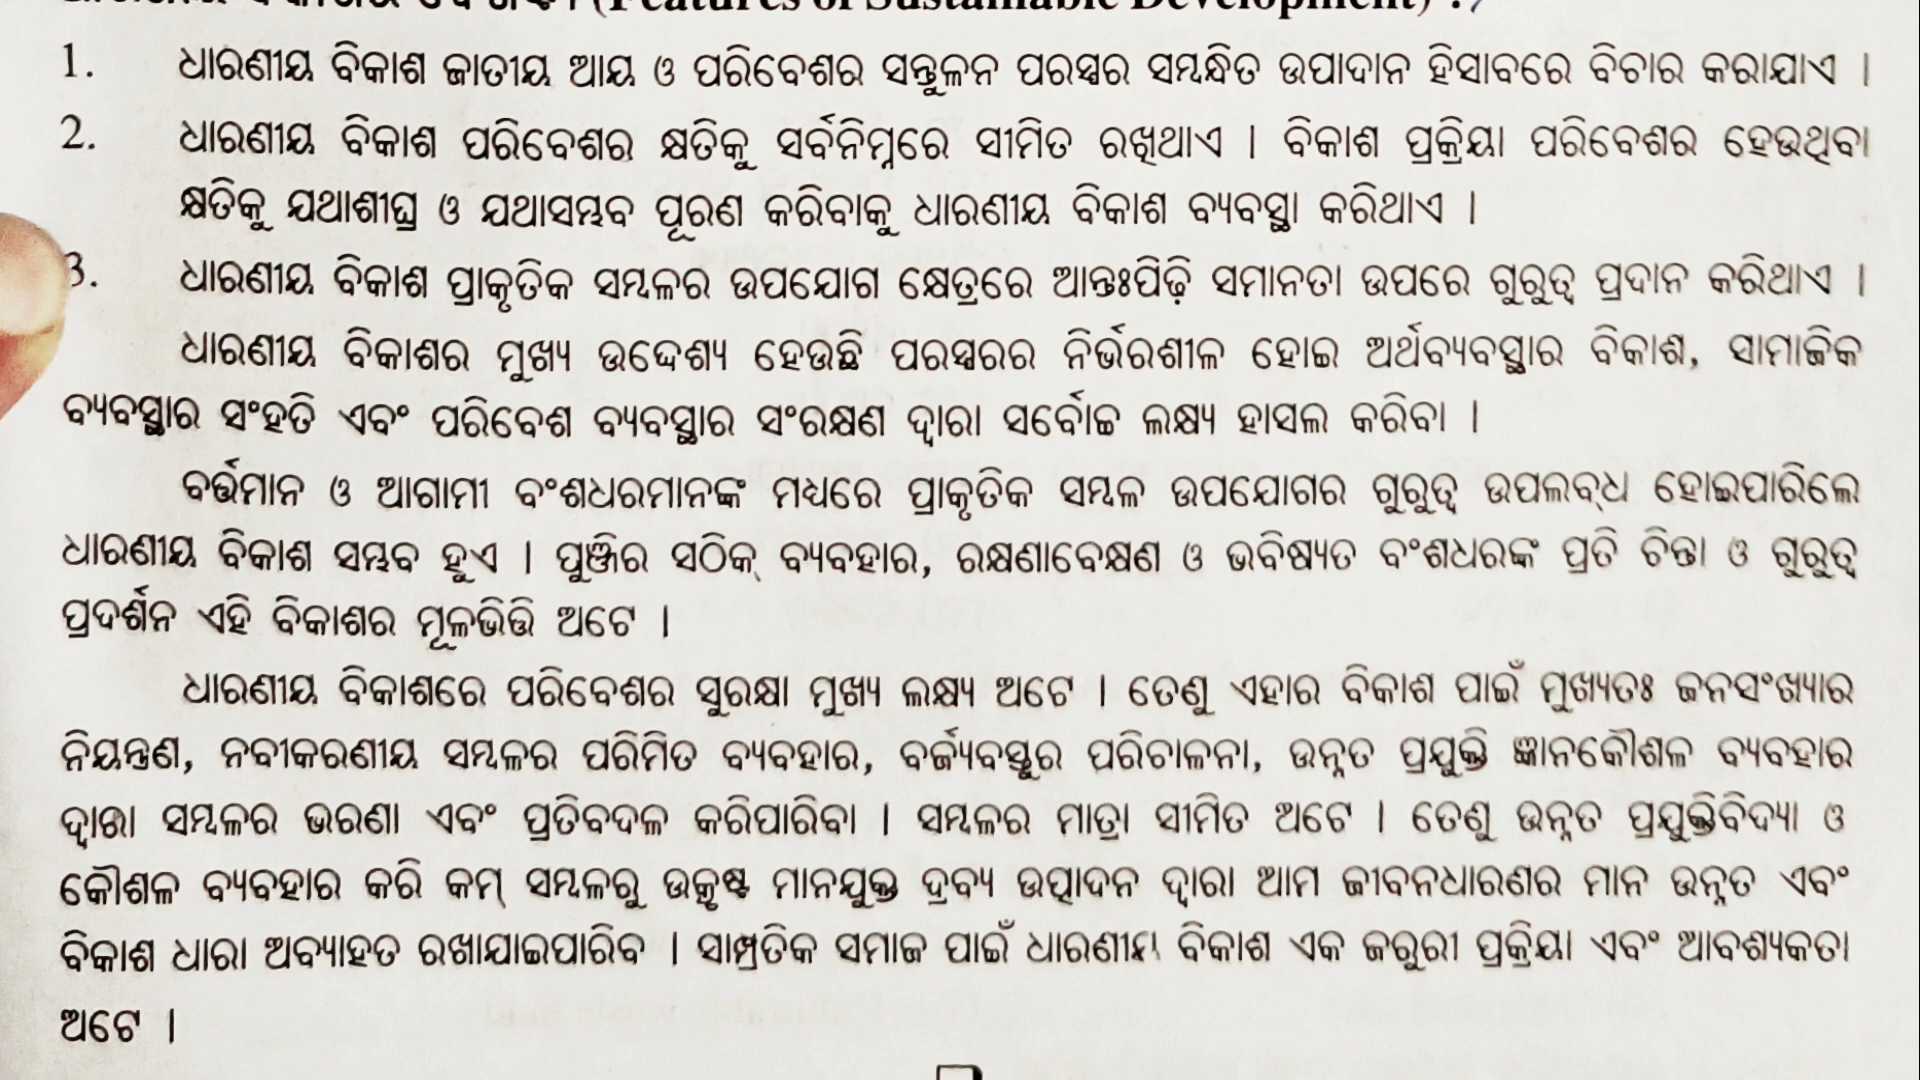 (Features of Sustainable Development) :
1. ଧାରଣୀୟ ବିକାଶ ଜାତୀୟ ଆୟ ଓ ପରିବେଶର ସନ୍ତୁଳନ ପରସ୍ପର ସମ୍ବନ୍ଧିତ ଉପାଦାନ ହିସାବରେ ବିଚାର କରାଯାଏ ।
2. ଧାରଣୀୟ ବିକାଶ ପରିବେଶର କ୍ଷତିକୁ ସର୍ବନିମ୍ନରେ ସୀମିତ ରଖିଥାଏ । ବିକାଶ ପ୍ରକ୍ରିୟା ପରିବେଶର ହେଉଥିବା
କ୍ଷତିକୁ ଯଥାଶୀଘ୍ର ଓ ଯଥାସମ୍ଭବ ପୂରଣ କରିବାକୁ ଧାରଣୀୟ ବିକାଶ ବ୍ୟବସ୍ଥା କରିଥାଏ ।
3. ଧାରଣୀୟ ବିକାଶ ପ୍ରାକୃତିକ ସମ୍ବଳର ଉପଯୋଗ କ୍ଷେତ୍ରରେ ଆନ୍ତଃପିଢ଼ି ସମାନତା ଉପରେ ଗୁରୁତ୍ୱ ପ୍ରଦାନ କରିଥାଏ ।
ଧାରଣୀୟ ବିକାଶର ମୁଖ୍ୟ ଉଦ୍ଦେଶ୍ୟ ହେଉଛି ପରସ୍ପରର ନିର୍ଭରଶୀଳ ହୋଇ ଅର୍ଥବ୍ୟବସ୍ଥାର ବିକାଶ, ସାମାଜିକ
ବ୍ୟବସ୍ଥାର ସଂହତି ଏବଂ ପରିବେଶ ବ୍ୟବସ୍ଥାର ସଂରକ୍ଷଣ ଦ୍ୱାରା ସର୍ବୋଚ୍ଚ ଲକ୍ଷ୍ୟ ହାସଲ କରିବା ।
ବର୍ତ୍ତମାନ ଓ ଆଗାମୀ ବଂଶଧରମାନଙ୍କ ମଧ୍ୟରେ ପ୍ରାକୃତିକ ସମ୍ବଳ ଉପଯୋଗର ଗୁରୁତ୍ୱ ଉପଲବ୍ଧ ହୋଇପାରିଲେ
ଧାରଣୀୟ ବିକାଶ ସମ୍ଭବ ହୁଏ । ପୁଞ୍ଜିର ସଠିକ୍ ବ୍ୟବହାର, ରକ୍ଷଣାବେକ୍ଷଣ ଓ ଭବିଷ୍ୟତ ବଂଶଧରଙ୍କ ପ୍ରତି ଚିନ୍ତା ଓ ଗୁରୁତ୍ୱ
ପ୍ରଦର୍ଶନ ଏହି ବିକାଶର ମୂଳଭିତ୍ତି ଅଟେ ।
ଧାରଣୀୟ ବିକାଶରେ ପରିବେଶର ସୁରକ୍ଷା ମୁଖ୍ୟ ଲକ୍ଷ୍ୟ ଅଟେ । ତେଣୁ ଏହାର ବିକାଶ ପାଇଁ ମୁଖ୍ୟତଃ ଜନସଂଖ୍ୟାର
ନିୟନ୍ତ୍ରଣ, ନବୀକରଣୀୟ ସମ୍ବଳର ପରିମିତ ବ୍ୟବହାର, ବର୍ଜ୍ୟବସ୍ତୁର ପରିଚାଳନା, ଉନ୍ନତ ପ୍ରଯୁକ୍ତି ଜ୍ଞାନକୌଶଳ ବ୍ୟବହାର
ଦ୍ୱାରା ସମ୍ବଳର ଭରଣା ଏବଂ ପ୍ରତିବଦଳ କରିପାରିବା । ସମ୍ବଳର ମାତ୍ରା ସୀମିତ ଅଟେ । ତେଣୁ ଉନ୍ନତ ପ୍ରଯୁକ୍ତିବିଦ୍ୟା ଓ
କୌଶଳ ବ୍ୟବହାର କରି କମ୍ ସମ୍ବଳରୁ ଉତ୍କୃଷ୍ଟ ମାନଯୁକ୍ତ ଦ୍ରବ୍ୟ ଉତ୍ପାଦନ ଦ୍ୱାରା ଆମ ଜୀବନଧାରଣର ମାନ ଉନ୍ନତ ଏବଂ
ବିକାଶ ଧାରା ଅବ୍ୟାହତ ରଖାଯାଇପାରିବ । ସାମ୍ପ୍ରତିକ ସମାଜ ପାଇଁ ଧାରଣୀୟ ବିକାଶ ଏକ ଜରୁରୀ ପ୍ରକ୍ରିୟା ଏବଂ ଆବଶ୍ୟକତା
ଅଟେ ।